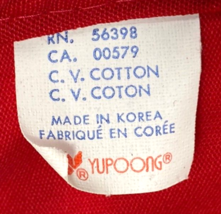 RN. 56398
CA. 00579
C. V. COTTON
C. V. COTON
MADE IN KOREA
FABRIQUÉ EN CORÉE
® YUPOONG®